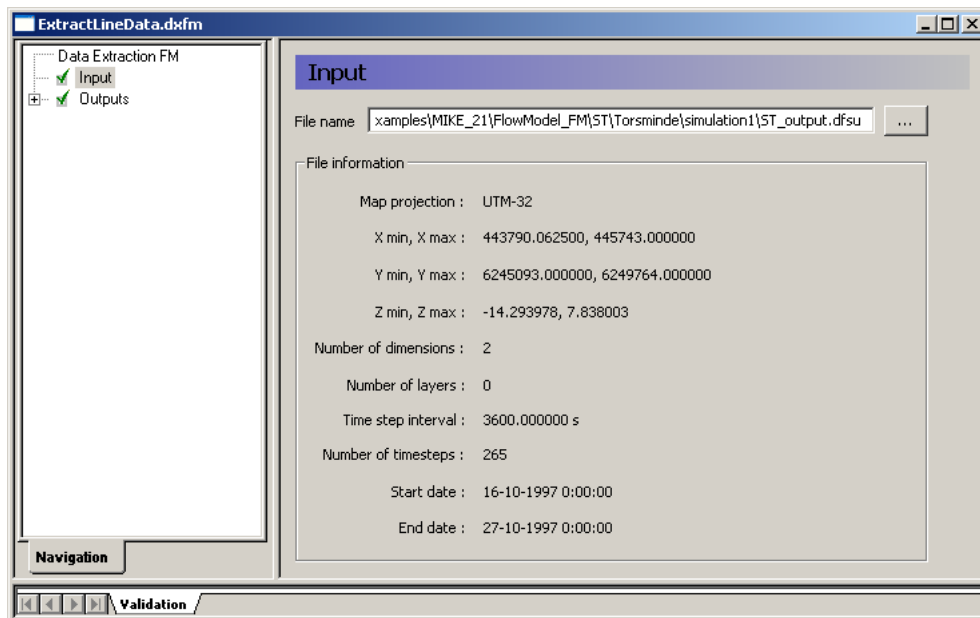 ExtractLineData.dxfm
Data Extraction FM
Input
Outputs
Navigation
Input
File name xamples\MIKE_21\FlowModel_FM\ST\Torsminde\simulation1\ST_output.dfsu ...
File information
Map projection : UTM-32
X min, X max : 443790.062500, 445743.000000
Y min, Y max : 6245093.000000, 6249764.000000
Z min, Z max : -14.293978, 7.838003
Number of dimensions : 2
Number of layers : 0
Time step interval : 3600.000000 s
Number of timesteps : 265
Start date : 16-10-1997 0:00:00
End date : 27-10-1997 0:00:00
Validation